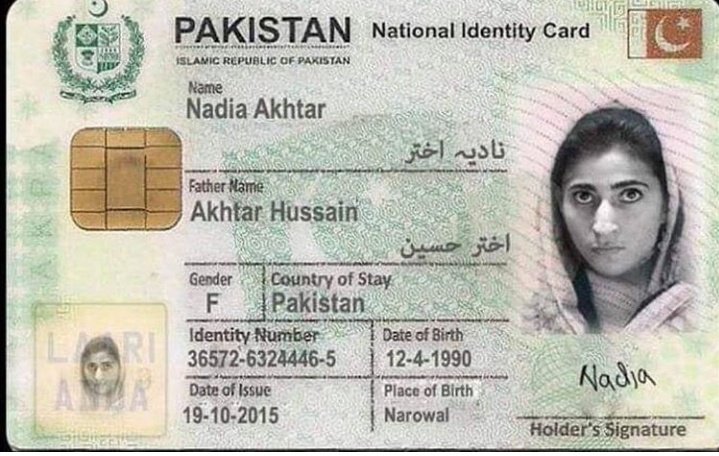 PAKISTAN National Identity Card
ISLAMIC REPUBLIC OF PAKISTAN
Name
Nadia Akhtar
نادیہ اختر
Father Name
Akhtar Hussain
اختر حسین
Gender Country of Stay
F Pakistan
Identity Number Date of Birth
36572-6324446-5 12-4-1990
Date of Issue Place of Birth
19-10-2015 Narowal
LAARI
ADDA
Nadia
Holder's Signature